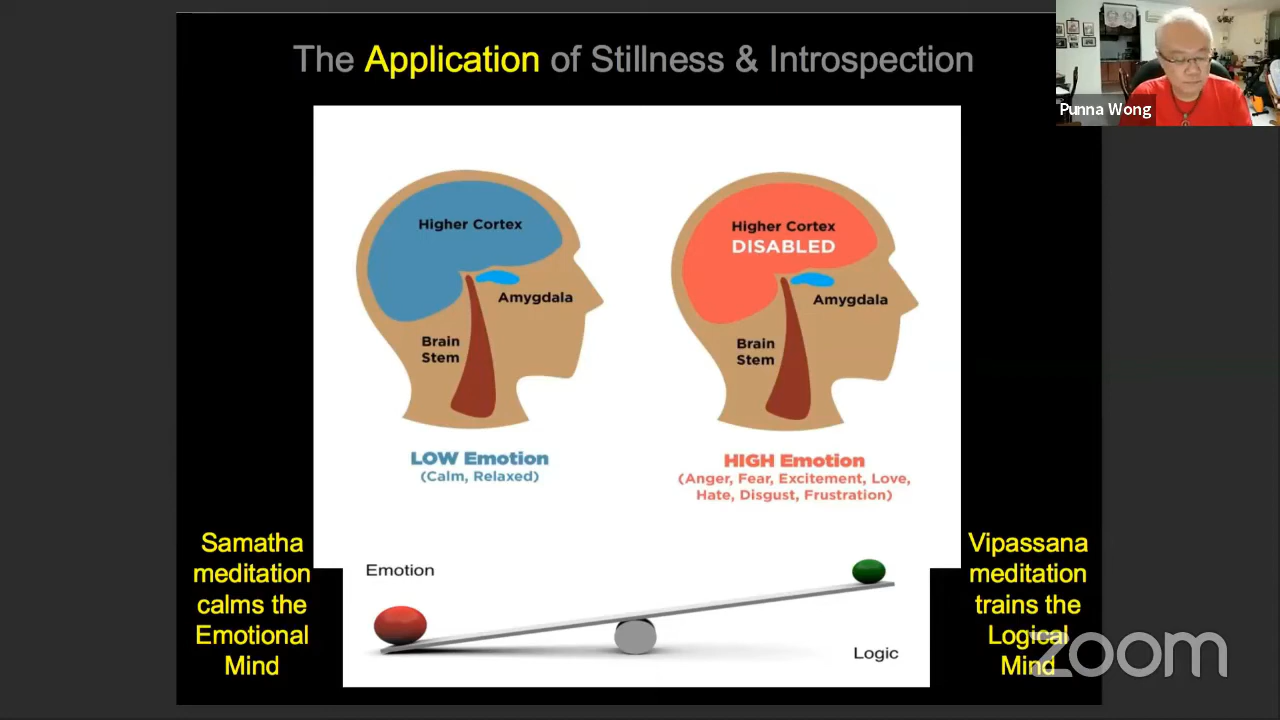 The Application of Stillness & Introspection
Punna Wong
Higher Cortex
Amygdala
Brain
Stem
LOW Emotion
(Calm, Relaxed)
Higher Cortex
DISABLED
Amygdala
Brain
Stem
HIGH Emotion
(Anger, Fear, Excitement, Love,
Hate, Disgust, Frustration)
Samatha
meditation
calms the
Emotional
Mind
Emotion
Logic
Vipassana
meditation
trains the
Logical
Mind
zoom